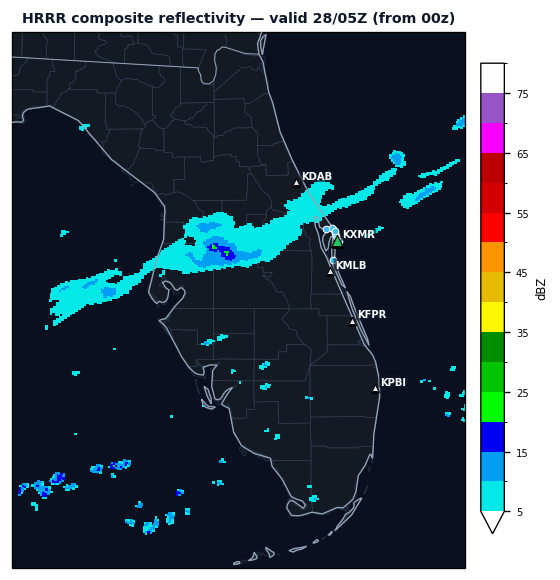 HRRR composite reflectivity — valid 28/05Z (from 00z)
KDAB
KXMR
KMLB
KFPR
KPBI
75
65
55
45
35
25
15
5
dBZ